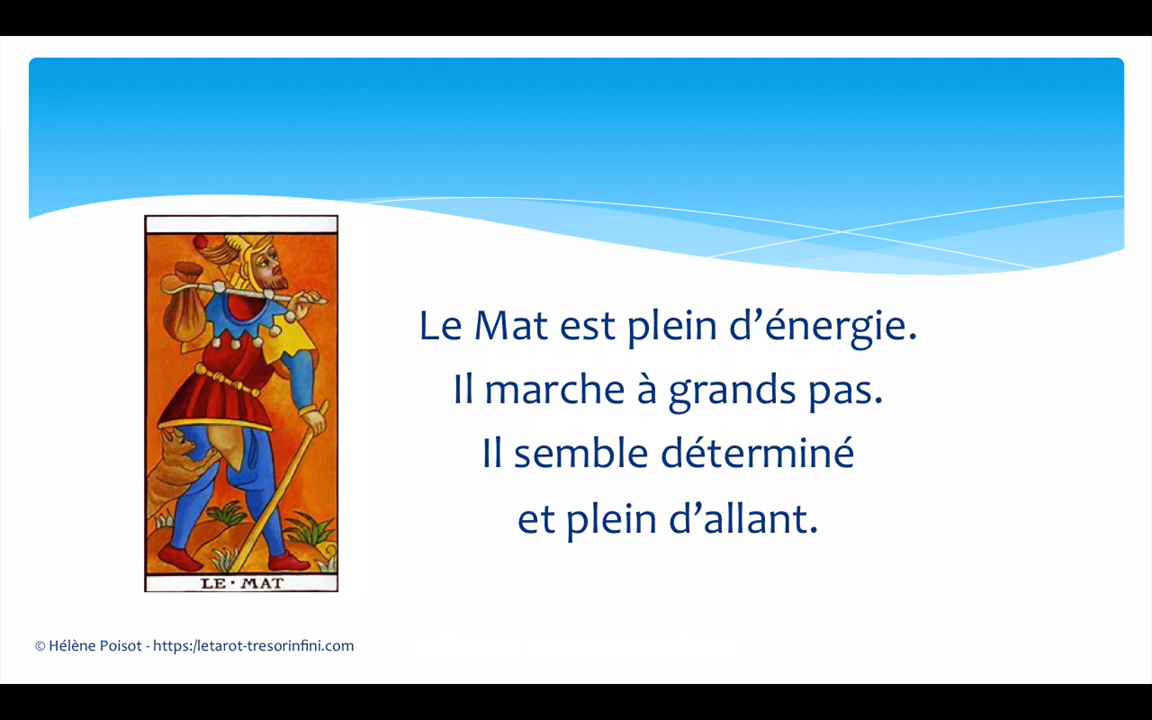 Le Mat est plein d’énergie.
Il marche à grands pas.
Il semble déterminé
et plein d’allant.
LE · MAT
© Hélène Poisot - https:/letarot-tresorinfini.com